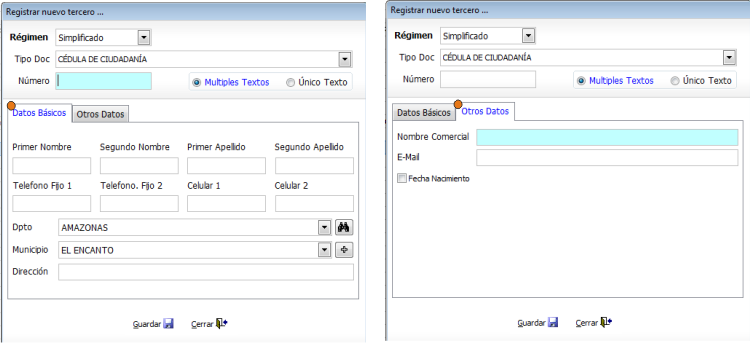 Registrar nuevo tercero ...
Régimen Simplificado
Tipo Doc CÉDULA DE CIUDADANÍA
Número Multiples Textos Único Texto
Datos Básicos Otros Datos
Primer Nombre Segundo Nombre Primer Apellido Segundo Apellido
Telefono Fijo 1 Telefono. Fijo 2 Celular 1 Celular 2
Dpto AMAZONAS
Municipio EL ENCANTO
Dirección
Guardar Cerrar
Registrar nuevo tercero ...
Régimen Simplificado
Tipo Doc CÉDULA DE CIUDADANÍA
Número Multiples Textos Único Texto
Datos Básicos Otros Datos
Nombre Comercial
E-Mail
Fecha Nacimiento
Guardar Cerrar